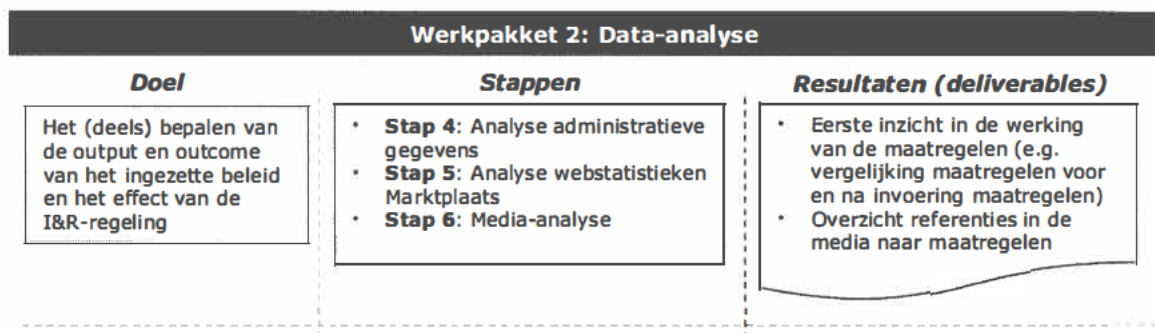 Werkpakket 2: Data-analyse
Doel
Het (deels) bepalen van
de output en outcome
van het ingezette beleid
en het effect van de
I&R-regeling
Stappen
• Stap 4: Analyse administratieve
gegevens
• Stap 5: Analyse webstatistieken
Marktplaats
• Stap 6: Media-analyse
Resultaten (deliverables)
• Eerste inzicht in de werking
van de maatregelen (e.g.
vergelijking maatregelen voor
en na invoering maatregelen)
• Overzicht referenties in de
media naar maatregelen